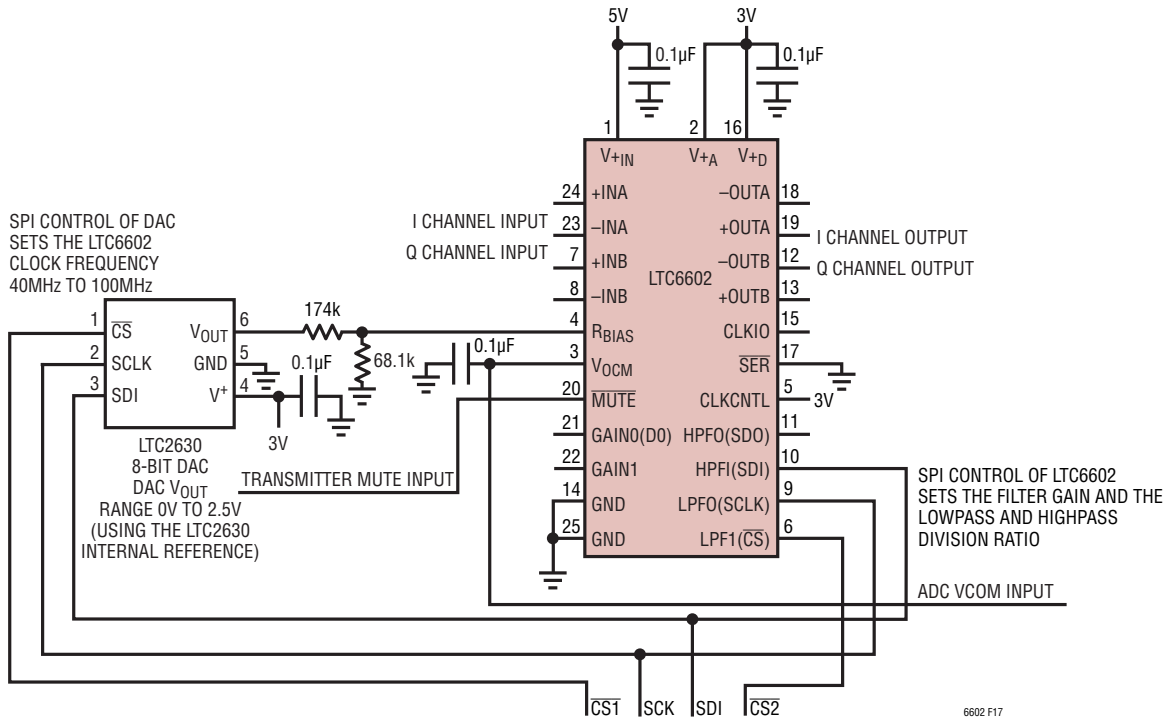 5V
3V
0.1µF
0.1µF
1
2
16
V+IN
V+A
V+D
24
+INA
–OUTA
18
I CHANNEL INPUT
23
–INA
+OUTA
19
I CHANNEL OUTPUT
Q CHANNEL INPUT
7
+INB
–OUTB
12
Q CHANNEL OUTPUT
LTC6602
8
–INB
+OUTB
13
4
RBIAS
CLKIO
15
3
VOCM
SER
17
20
MUTE
CLKCNTL
5
3V
21
GAIN0(D0)
HPFO(SDO)
11
22
GAIN1
HPFI(SDI)
10
14
GND
LPFO(SCLK)
9
25
GND
LPF1(CS)
6
SPI CONTROL OF DAC
SETS THE LTC6602
CLOCK FREQUENCY
40MHz TO 100MHz
1
CS
VOUT
6
174k
68.1k
0.1µF
2
SCLK
GND
5
0.1µF
3
SDI
V+
4
3V
LTC2630
8-BIT DAC
DAC VOUT
RANGE 0V TO 2.5V
(USING THE LTC2630
INTERNAL REFERENCE)
TRANSMITTER MUTE INPUT
SPI CONTROL OF LTC6602
SETS THE FILTER GAIN AND THE
LOWPASS AND HIGHPASS
DIVISION RATIO
ADC VCOM INPUT
CS1
SCK
SDI
CS2
6602 F17